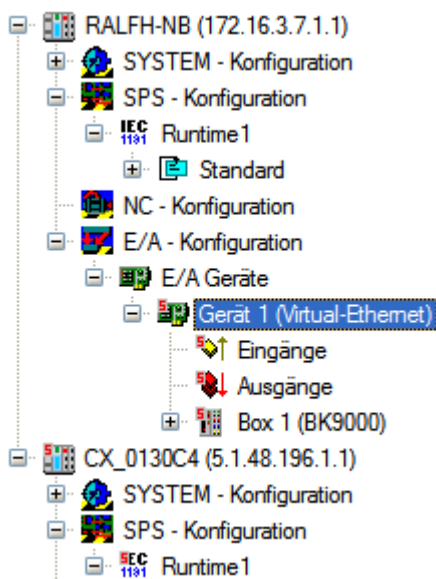 RALFH-NB (172.16.3.7.1.1)
SYSTEM - Konfiguration
SPS - Konfiguration
IEC 1131 Runtime1
Standard
NC - Konfiguration
E/A - Konfiguration
E/A Geräte
Gerät 1 (Virtual-Ethernet)
Eingänge
Ausgänge
Box 1 (BK9000)
CX_0130C4 (5.1.48.196.1.1)
SYSTEM - Konfiguration
SPS - Konfiguration
Runtime1